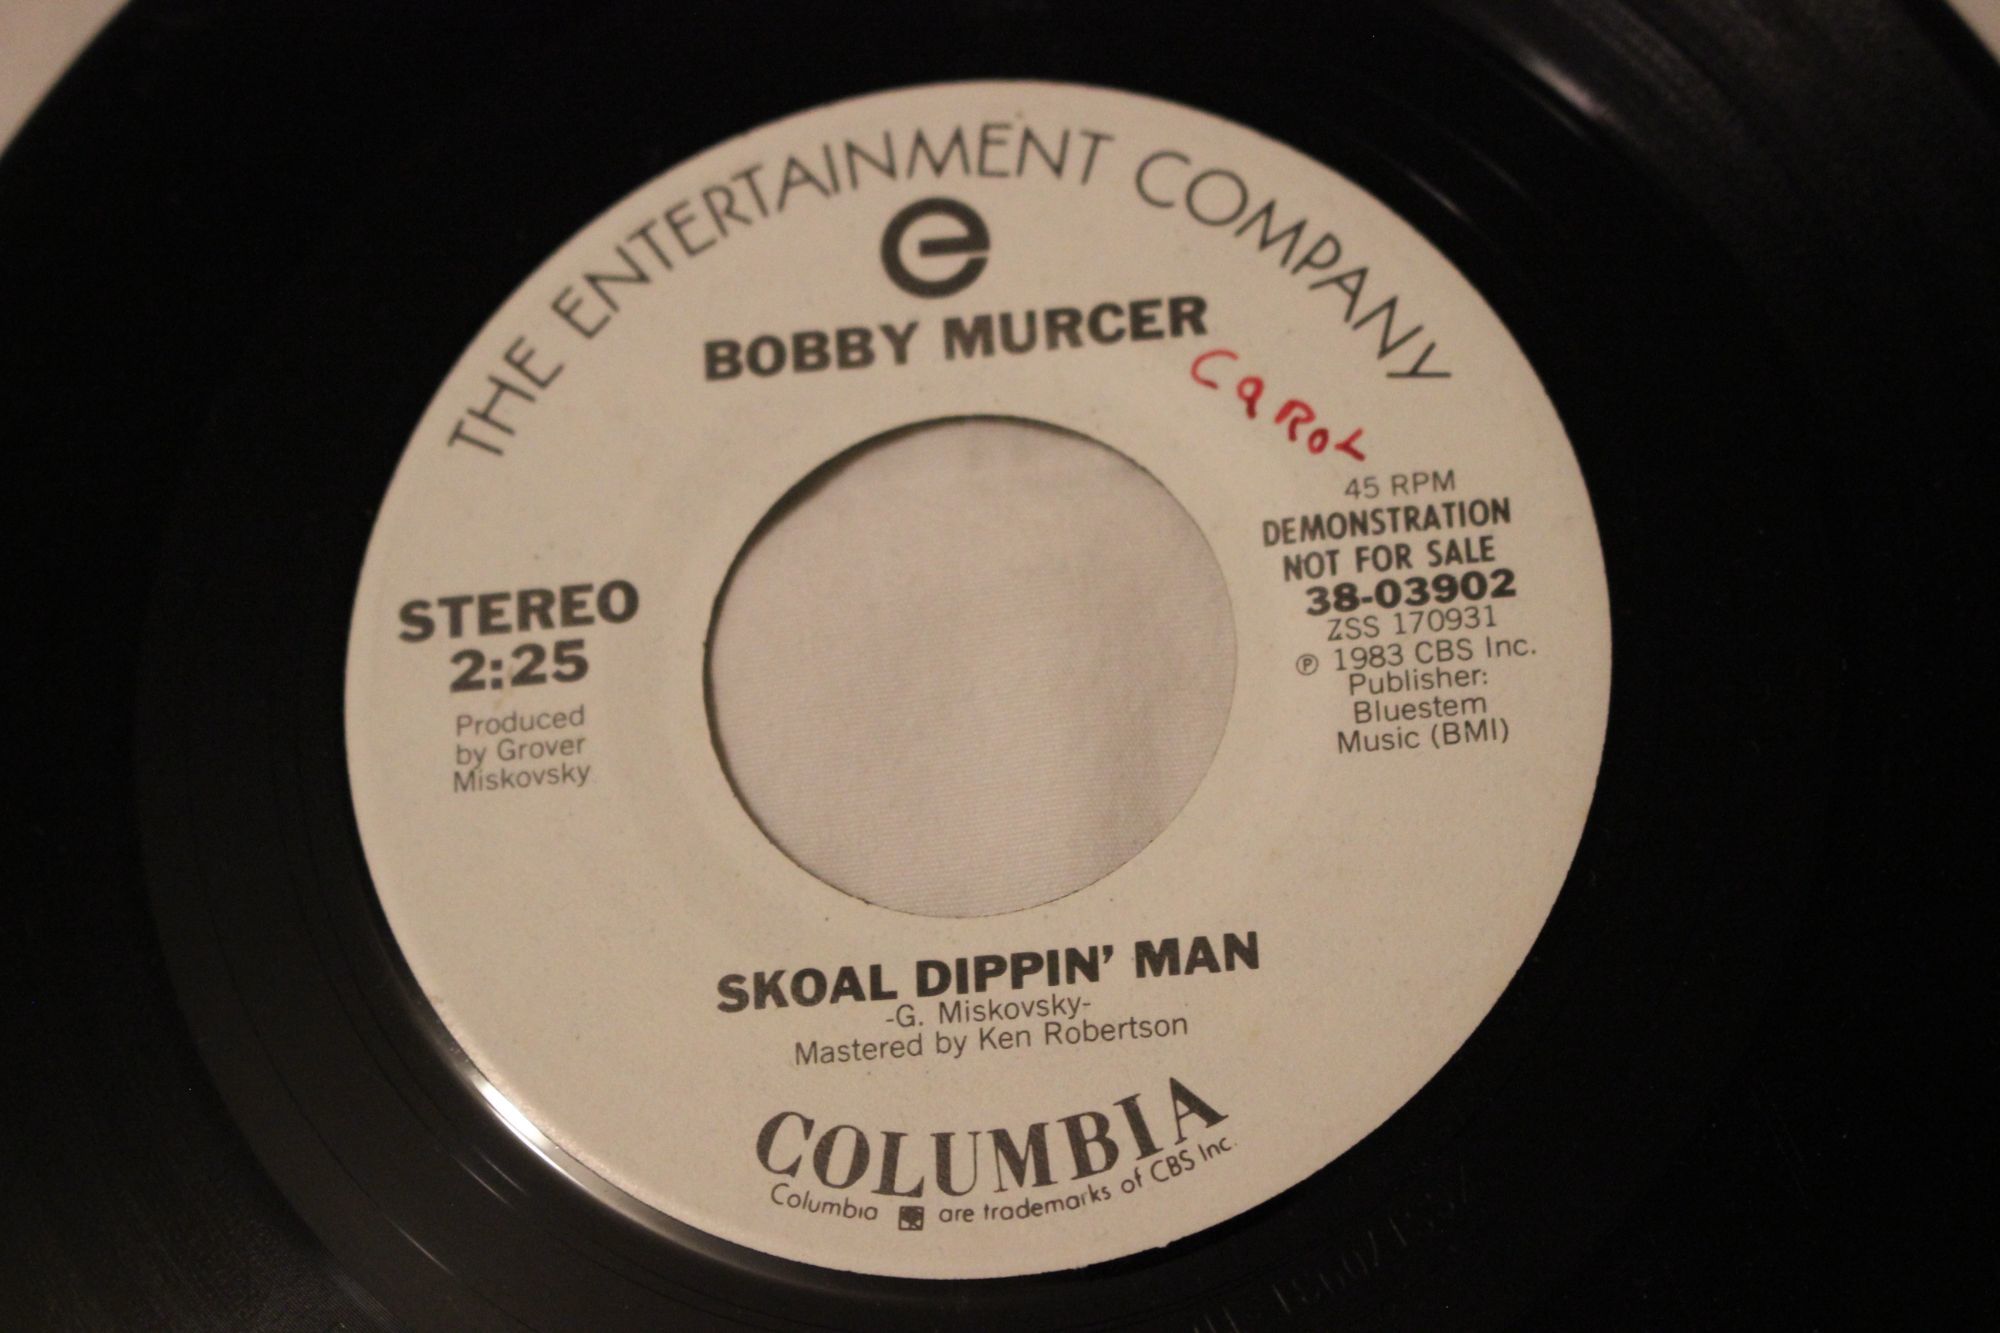 THE ENTERTAINMENT COMPANY
e
BOBBY MURCER
CAROL
STEREO
2:25
Produced
by Grover
Miskovsky
45 RPM
DEMONSTRATION
NOT FOR SALE
38-03902
ZSS 170931
℗ 1983 CBS Inc.
Publisher:
Bluestem
Music (BMI)
SKOAL DIPPIN' MAN
-G. Miskovsky-
Mastered by Ken Robertson
COLUMBIA
Columbia are trademarks of CBS Inc.